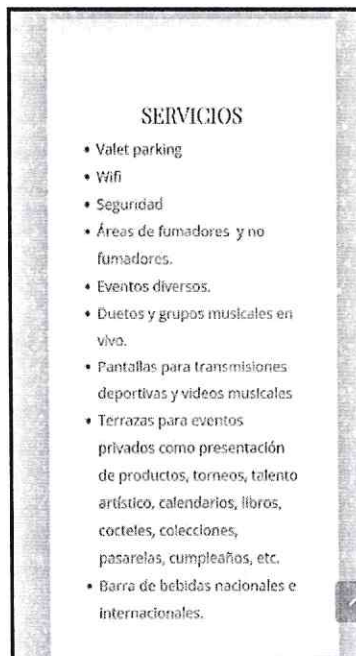 SERVICIOS
• Valet parking
• Wifi
• Seguridad
• Áreas de fumadores y no
fumadores.
• Eventos diversos.
• Duetos y grupos musicales en
vivo.
• Pantallas para transmisiones
deportivas y videos musicales
• Terrazas para eventos
privados como presentación
de productos, torneos, talento
artístico, calendarios, libros,
cocteles, colecciones,
pasarelas, cumpleaños, etc.
• Barra de bebidas nacionales e
internacionales.